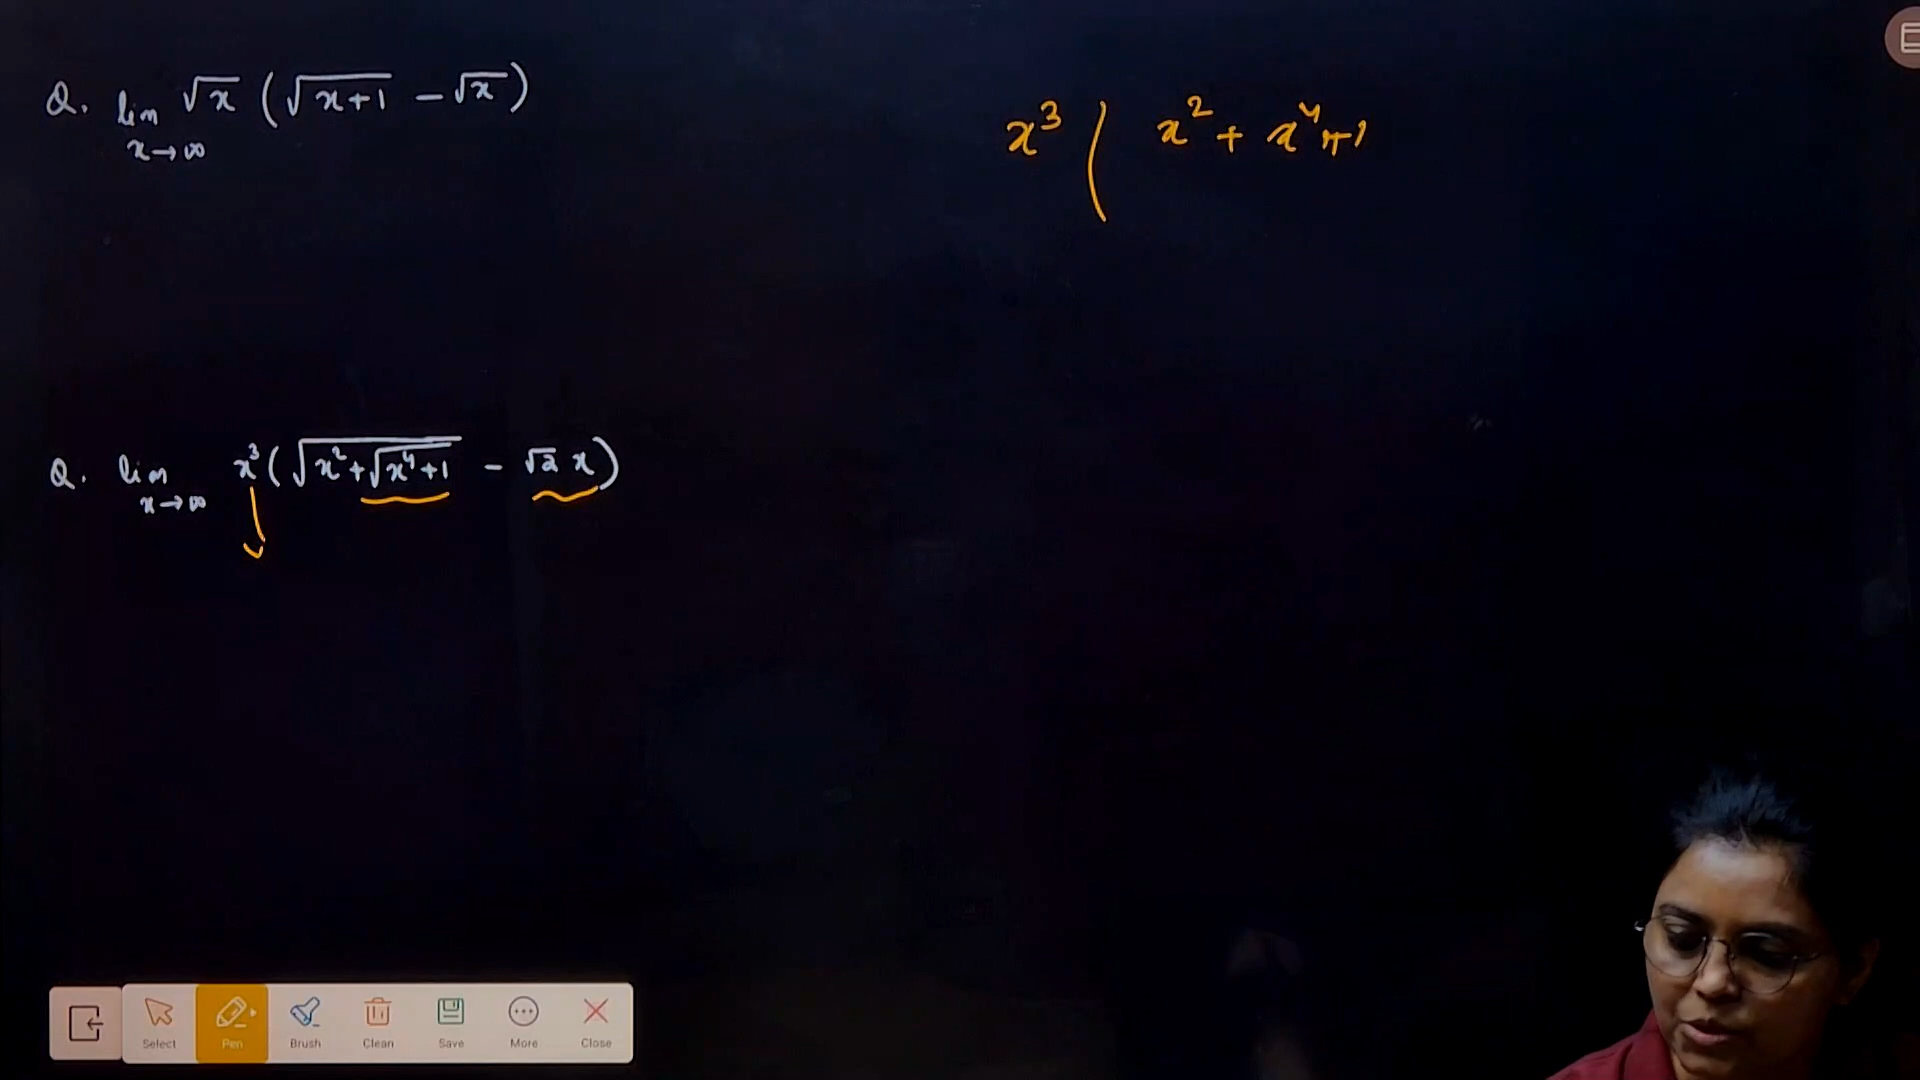 Q. lim x→∞ √x (√(x+1) − √x)
x³ ( x² + x⁴ + 1
Q. lim x→∞ x³ (√(x² + √(x⁴+1)) − √2 x)
Select Pen Brush Clean Save More Close